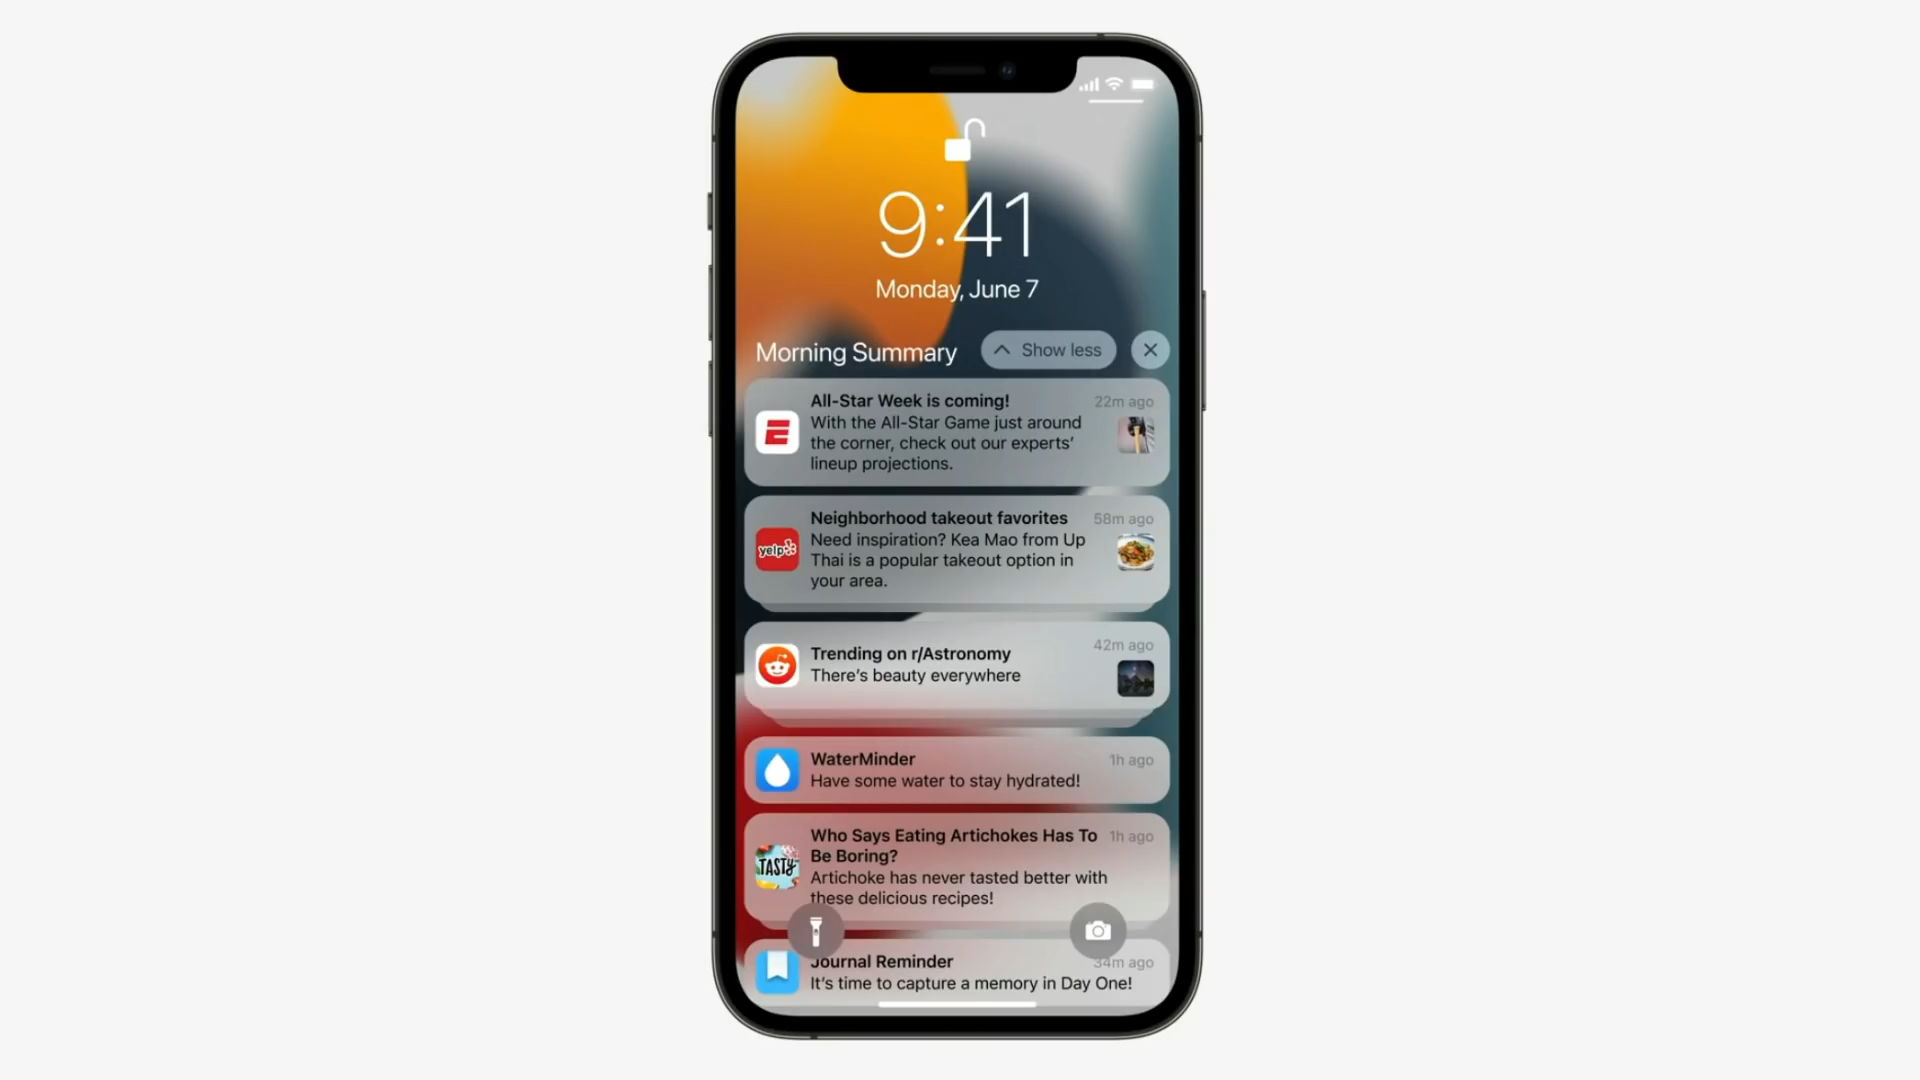 9:41
Monday, June 7
Morning Summary
Show less
All-Star Week is coming!
22m ago
With the All-Star Game just around
the corner, check out our experts’
lineup projections.
Neighborhood takeout favorites
58m ago
yelp
Need inspiration? Kea Mao from Up
Thai is a popular takeout option in
your area.
Trending on r/Astronomy
42m ago
There’s beauty everywhere
WaterMinder
1h ago
Have some water to stay hydrated!
Who Says Eating Artichokes Has To
Be Boring?
1h ago
TASTY
Artichoke has never tasted better with
these delicious recipes!
Journal Reminder
34m ago
It’s time to capture a memory in Day One!